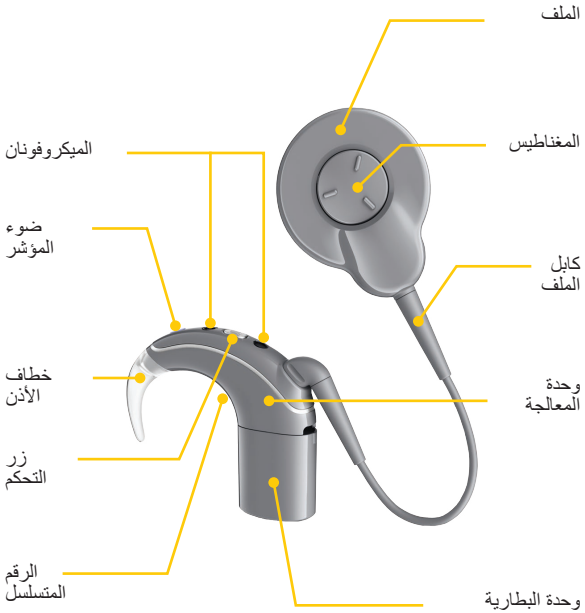 الملف
المغناطيس
كابل
الملف
وحدة
المعالجة
وحدة البطارية
الميكروفونان
ضوء
المؤشر
خطاف
الأذن
زر
التحكم
الرقم
المتسلسل